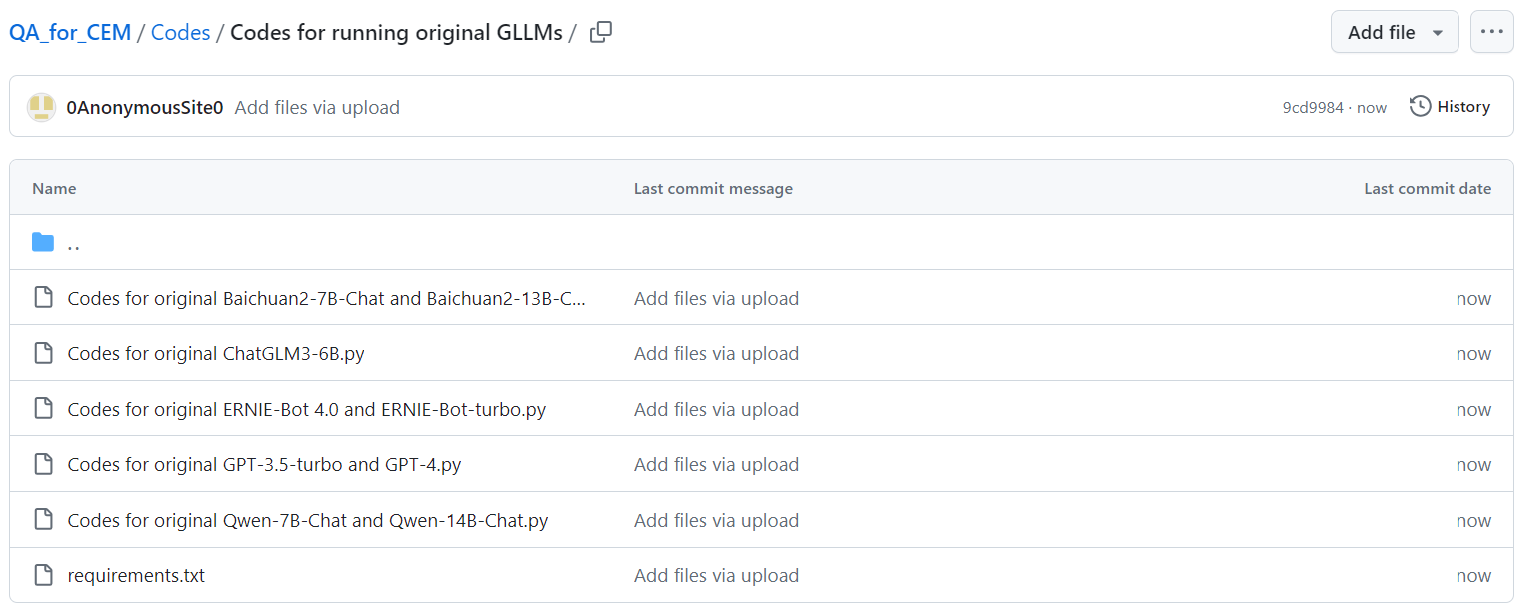 QA_for_CEM / Codes / Codes for running original GLLMs /
Add file
0AnonymousSite0 Add files via upload 9cd9984 · now History
Name Last commit message Last commit date
..
Codes for original Baichuan2-7B-Chat and Baichuan2-13B-C... Add files via upload now
Codes for original ChatGLM3-6B.py Add files via upload now
Codes for original ERNIE-Bot 4.0 and ERNIE-Bot-turbo.py Add files via upload now
Codes for original GPT-3.5-turbo and GPT-4.py Add files via upload now
Codes for original Qwen-7B-Chat and Qwen-14B-Chat.py Add files via upload now
requirements.txt Add files via upload now